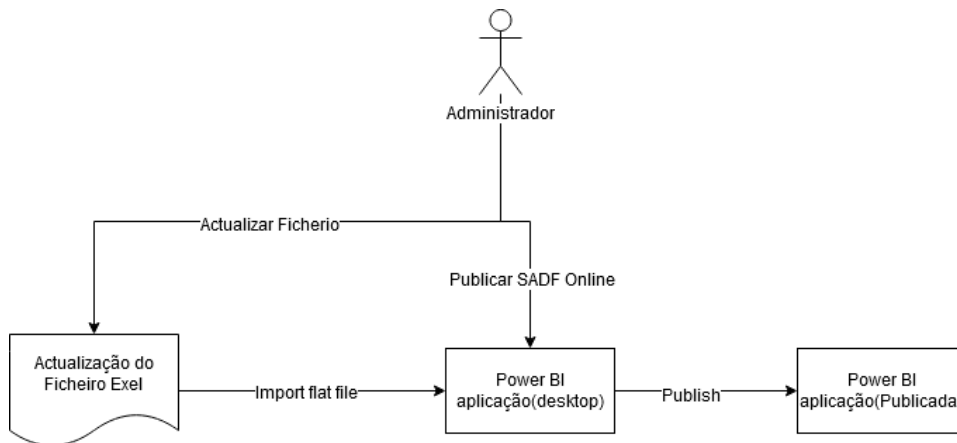 Administrador
Actualizar Ficherio
Publicar SADF Online
Actualização do
Ficheiro Exel
Import flat file
Power BI
aplicação(desktop)
Publish
Power BI
aplicação(Publicada